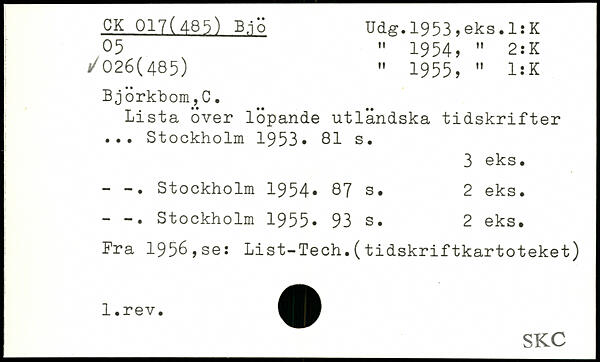 CK 017(485) Bjö
Udg.1953,eks.1:K
05
" 1954, " 2:K
✓026(485)
" 1955, " 1:K
Björkbom,C.
Lista över löpande utländska tidskrifter
... Stockholm 1953. 81 s.
3 eks.
- -. Stockholm 1954. 87 s. 2 eks.
- -. Stockholm 1955. 93 s. 2 eks.
Fra 1956,se: List-Tech.(tidskriftkartoteket)
1.rev.
SKC